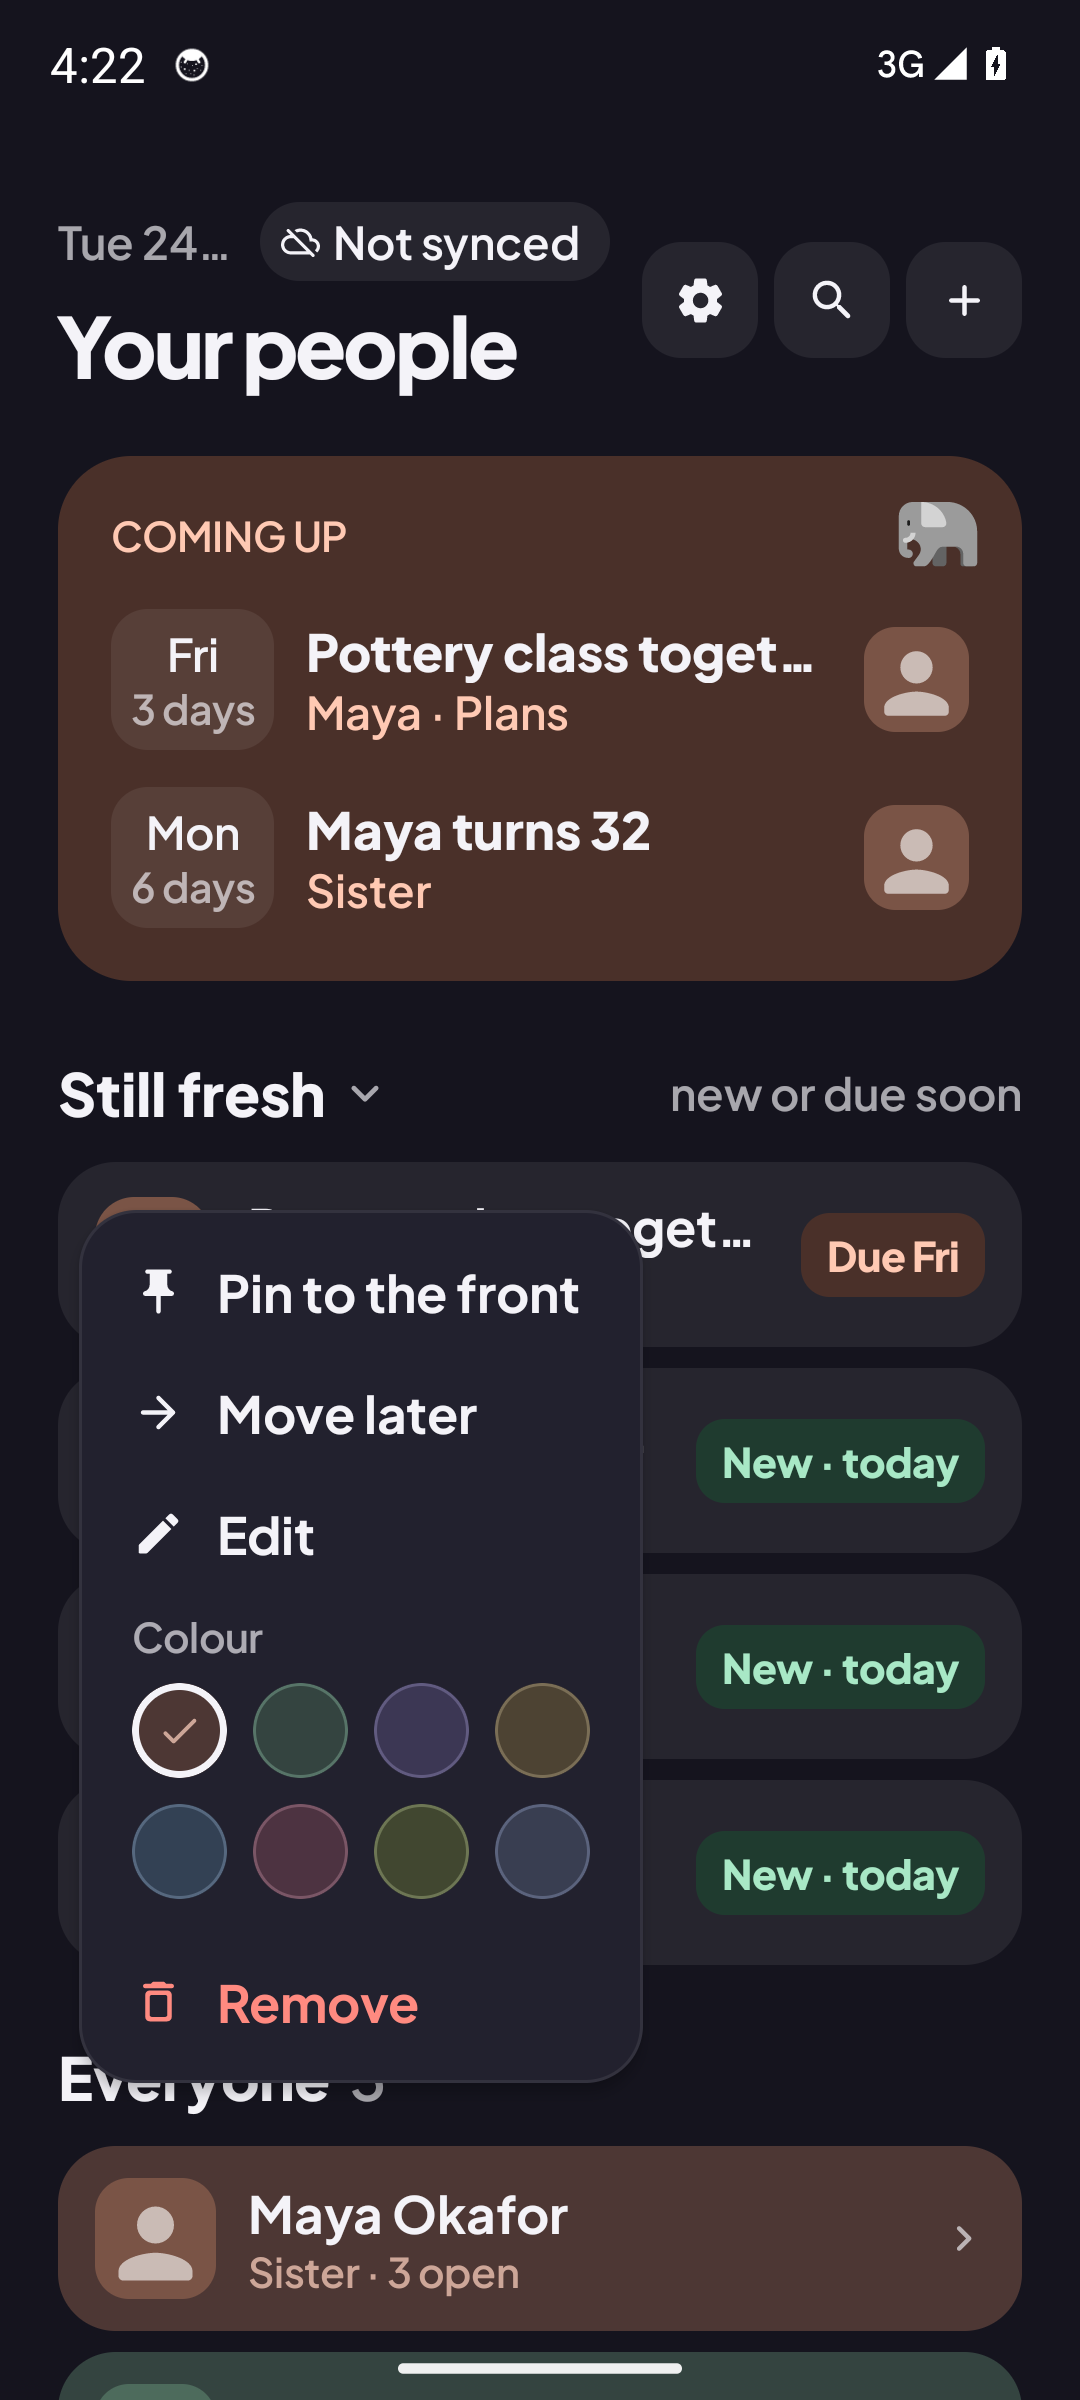 4:22
3G
Tue 24…
Not synced
Your people
COMING UP
Fri
3 days
Pottery class toget…
Maya · Plans
Mon
6 days
Maya turns 32
Sister
Still fresh
new or due soon
oget…
Due Fri
Pin to the front
Move later
New · today
Edit
Colour
New · today
New · today
Remove
Everyone
Maya Okafor
Sister · 3 open